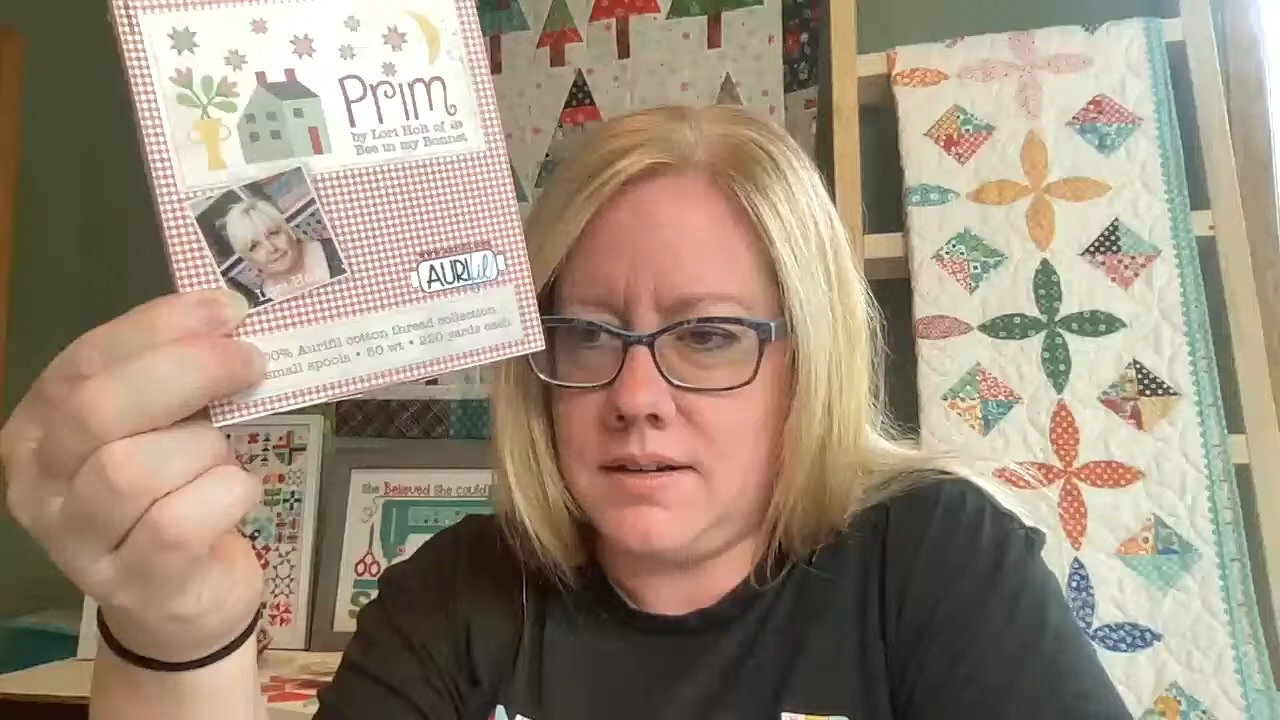 Prim
by Lori Holt of
Bee in my Bonnet
AURIfil
0% Aurifil cotton thread collection
small spools • 50 wt • 220 yards each
She Believed she could